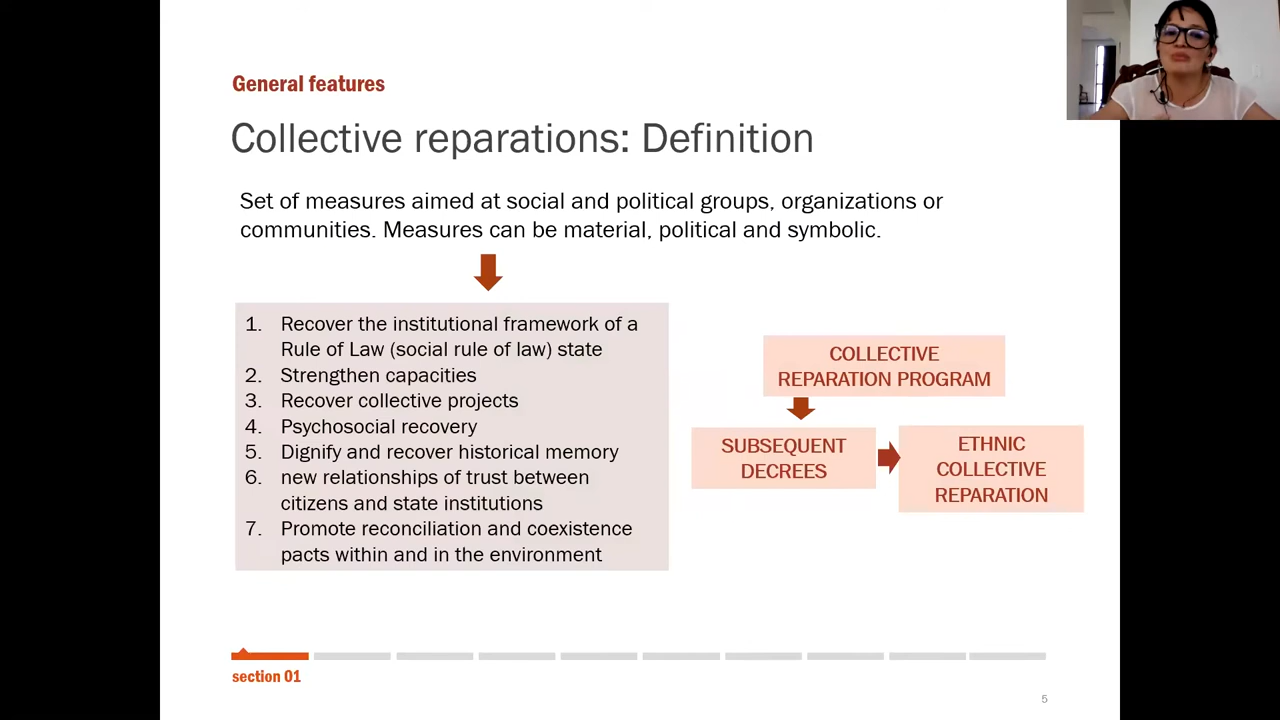 General features
Collective reparations: Definition
Set of measures aimed at social and political groups, organizations or
communities. Measures can be material, political and symbolic.
1. Recover the institutional framework of a
Rule of Law (social rule of law) state
2. Strengthen capacities
3. Recover collective projects
4. Psychosocial recovery
5. Dignify and recover historical memory
6. new relationships of trust between
citizens and state institutions
7. Promote reconciliation and coexistence
pacts within and in the environment
COLLECTIVE
REPARATION PROGRAM
SUBSEQUENT
DECREES
ETHNIC
COLLECTIVE
REPARATION
section 01
5